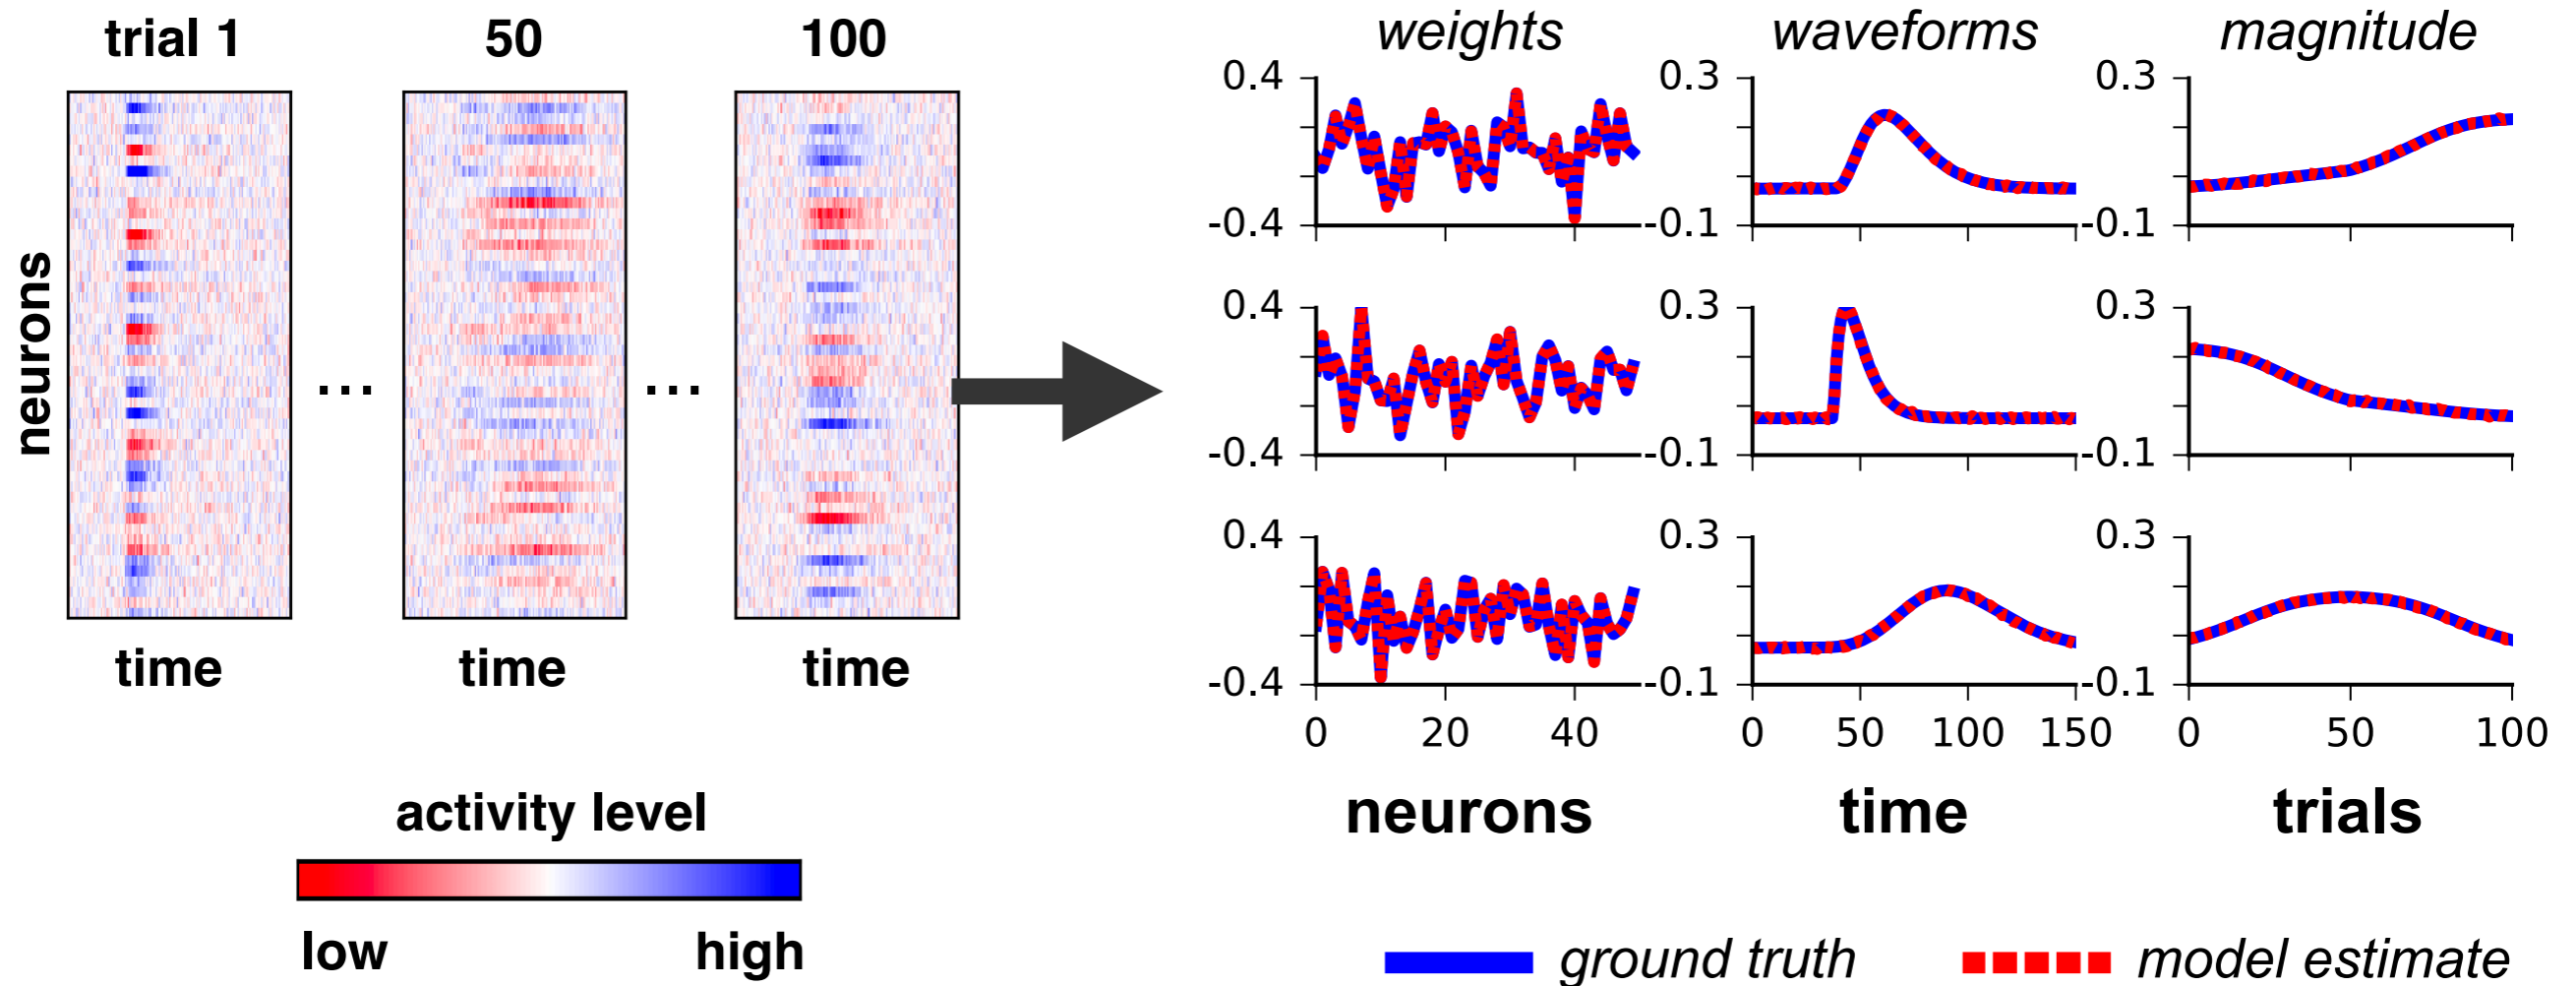 trial 1
50
100
neurons
...
...
time
time
time
activity level
low
high
weights
waveforms
magnitude
0.4
-0.4
0.3
-0.1
0.3
-0.1
0.4
-0.4
0.3
-0.1
0.3
-0.1
0.4
-0.4
0.3
-0.1
0.3
-0.1
0 20 40
0 50 100 150
0 50 100
neurons
time
trials
ground truth
model estimate